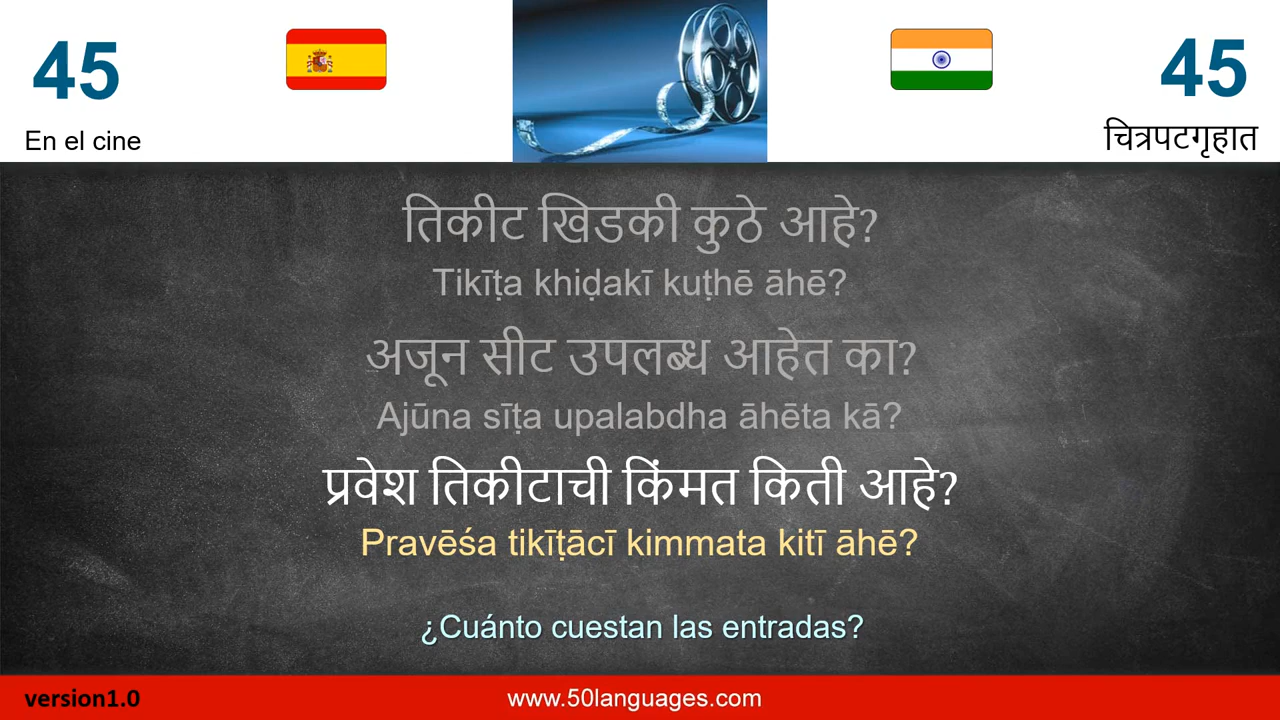 45
45
En el cine
चित्रपटगृहात
तिकीट खिडकी कुठे आहे?
Tikīṭa khiḍakī kuṭhē āhē?
अजून सीट उपलब्ध आहेत का?
Ajūna sīṭa upalabdha āhēta kā?
प्रवेश तिकीटाची किंमत किती आहे?
Pravēśa tikīṭācī kimmata kitī āhē?
¿Cuánto cuestan las entradas?
version1.0
www.50languages.com